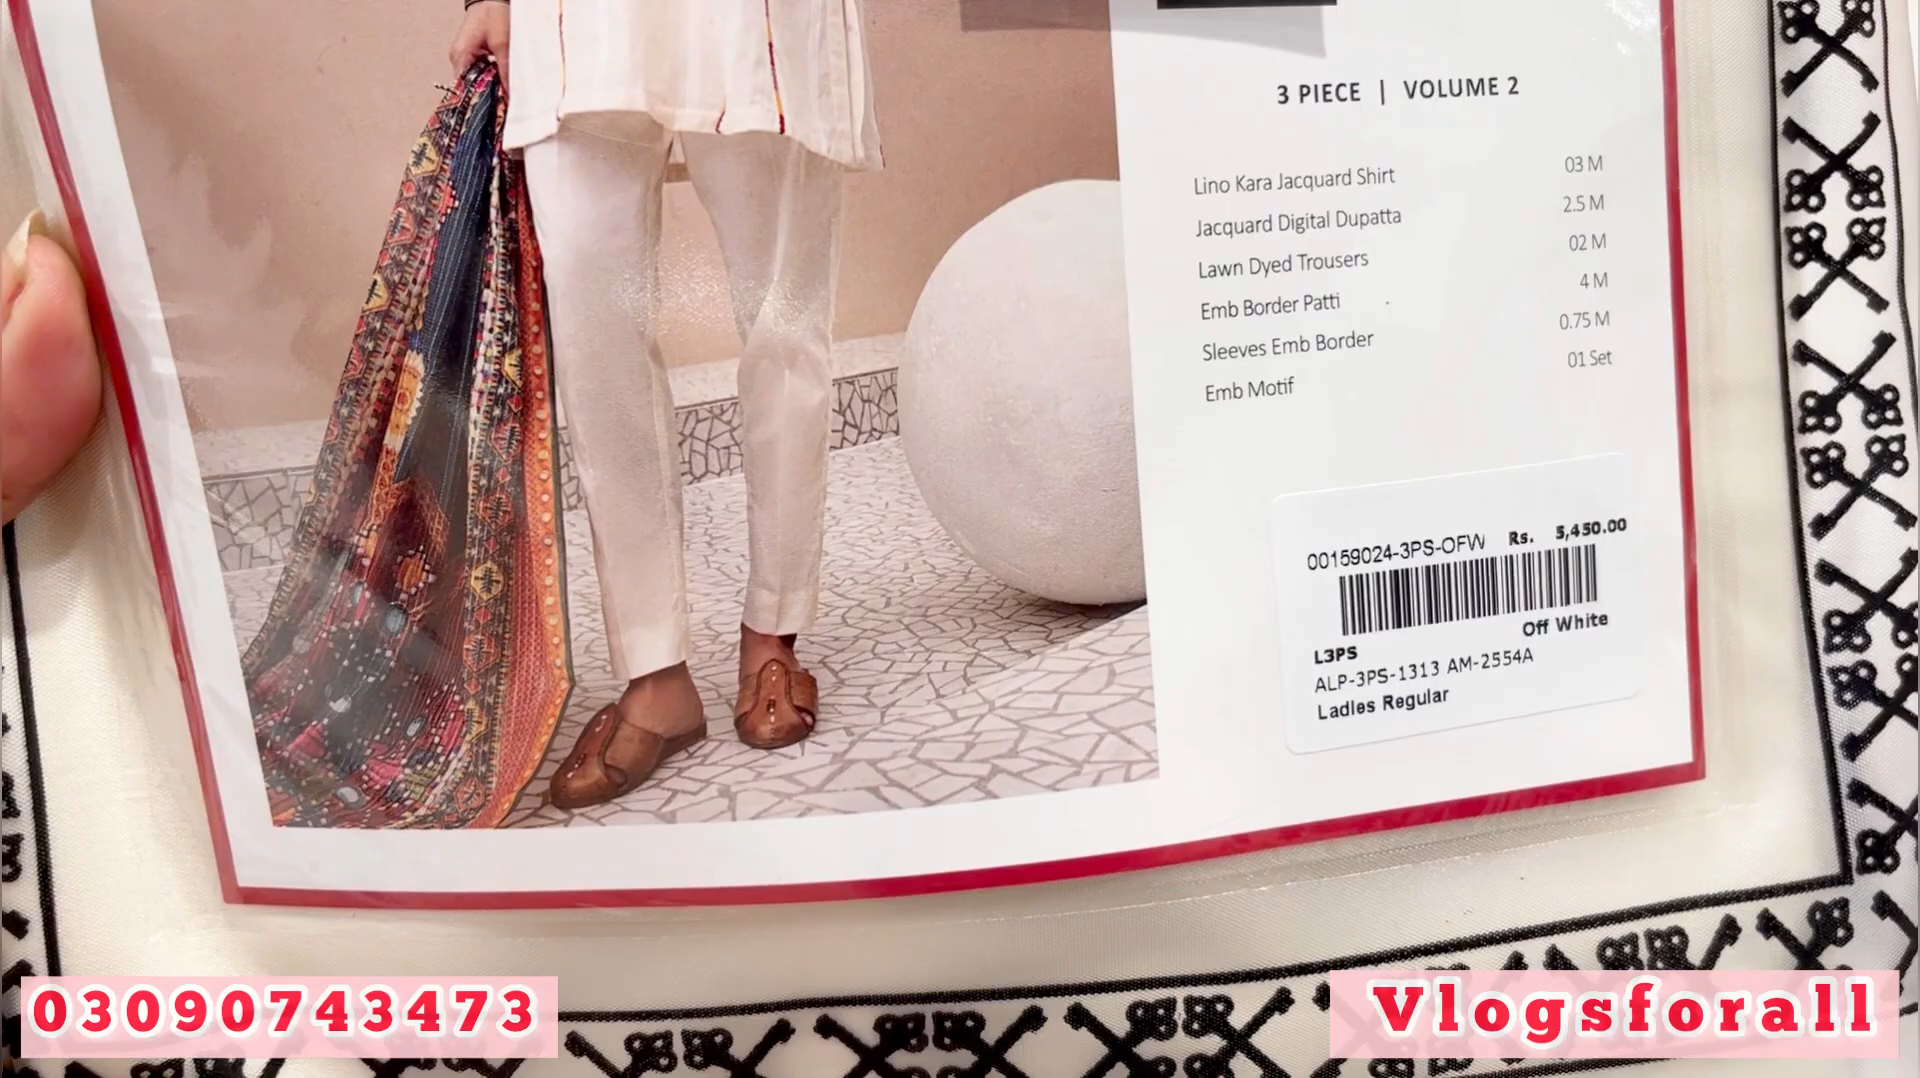 3 PIECE | VOLUME 2
Lino Kara Jacquard Shirt 03 M
Jacquard Digital Dupatta 2.5 M
Lawn Dyed Trousers 02 M
Emb Border Patti 4 M
Sleeves Emb Border 0.75 M
Emb Motif 01 Set
00159024-3PS-OFW Rs. 5,450.00
Off White
L3PS
ALP-3PS-1313 AM-2554A
Ladies Regular
03090743473
Vlogsforall